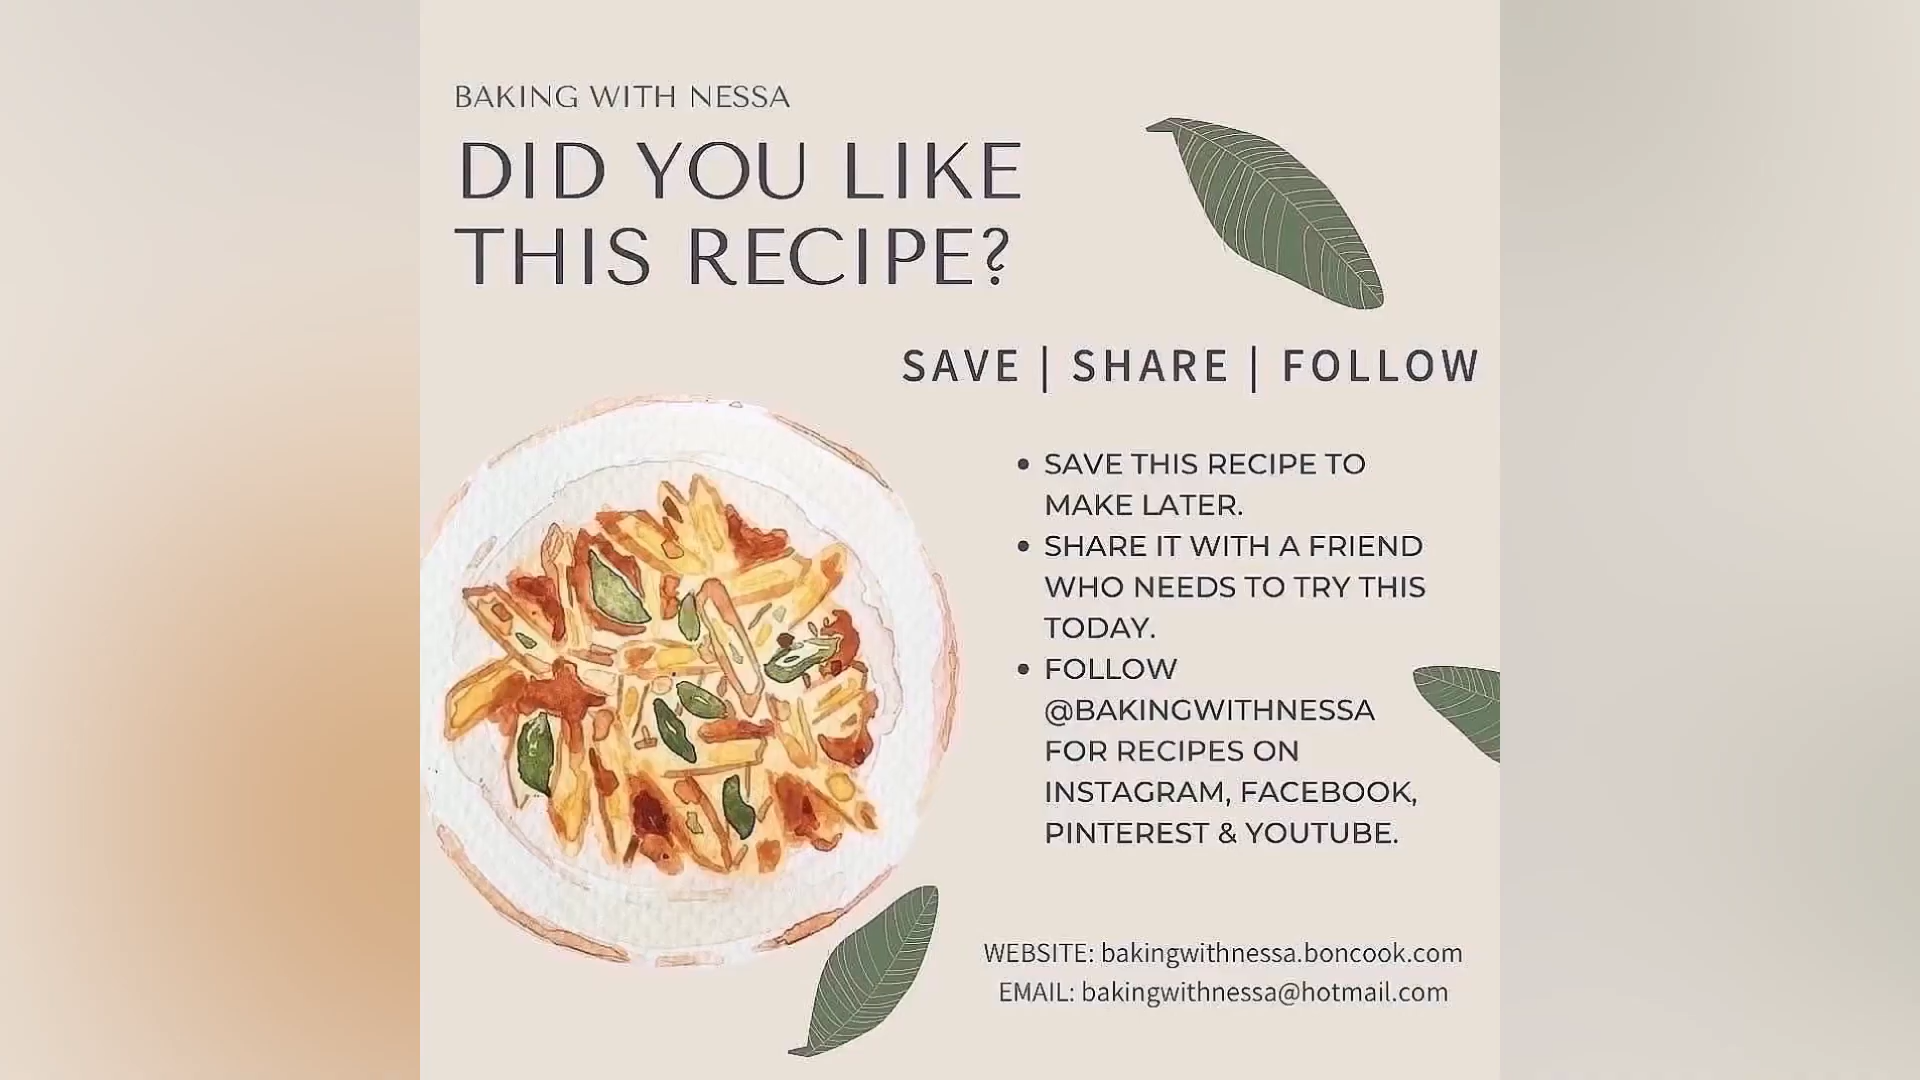 BAKING WITH NESSA
DID YOU LIKE
THIS RECIPE?
SAVE | SHARE | FOLLOW
• SAVE THIS RECIPE TO
MAKE LATER.
• SHARE IT WITH A FRIEND
WHO NEEDS TO TRY THIS
TODAY.
• FOLLOW
@BAKINGWITHNESSA
FOR RECIPES ON
INSTAGRAM, FACEBOOK,
PINTEREST & YOUTUBE.
WEBSITE: bakingwithnessa.boncook.com
EMAIL: bakingwithnessa@hotmail.com